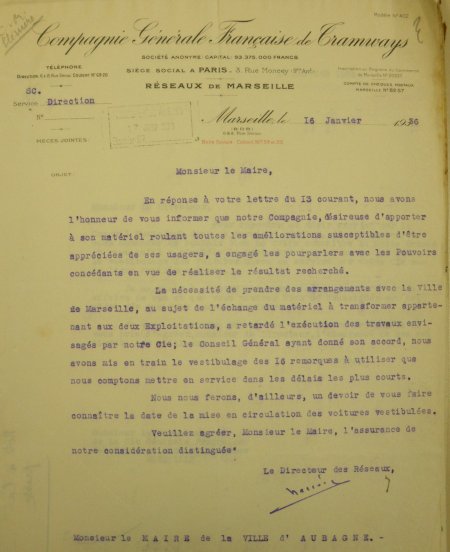 Modèle Nº 402
Compagnie Générale Française de Tramways
SOCIÉTÉ ANONYME: CAPITAL: 93.375.000 FRANCS
TÉLÉPHONE
SIÈGE SOCIAL A PARIS - 3, Rue Moncey (9me Arrt)
RÉSEAUX DE MARSEILLE
COMPTE DE CHÈQUES POSTAUX
SC.
Service Direction
Nº
Marseille, le 16 Janvier 1936
PIÈCES JOINTES
OBJET:
Monsieur le Maire,
En réponse à votre lettre du I3 courant, nous avons
l'honneur de vous informer que notre Compagnie, désireuse d'apporter
à son matériel roulant toutes les améliorations susceptibles d'être
appréciées de ses usagers, a engagé les pourparlers avec les Pouvoirs
concédants en vue de réaliser le résultat recherché.
La nécessité de prendre des arrangements avec la Ville
de Marseille, au sujet de l'échange du matériel à transformer apparte-
nant aux deux Exploitations, a retardé l'exécution des travaux envi-
sagés par notre Cie; le Conseil Général ayant donné son accord, nous
avons mis en train le vestibulage des I6 remorques à utiliser que
nous comptons mettre en service dans les délais les plus courts.
Nous nous ferons, d'ailleurs, un devoir de vous faire
connaître la date de la mise en circulation des voitures vestibulées.
Veuillez agréer, Monsieur le Maire, l'assurance de
notre considération distinguée.
Le Directeur des Réseaux,
Monsieur le MAIRE de la VILLE d' AUBAGNE.-